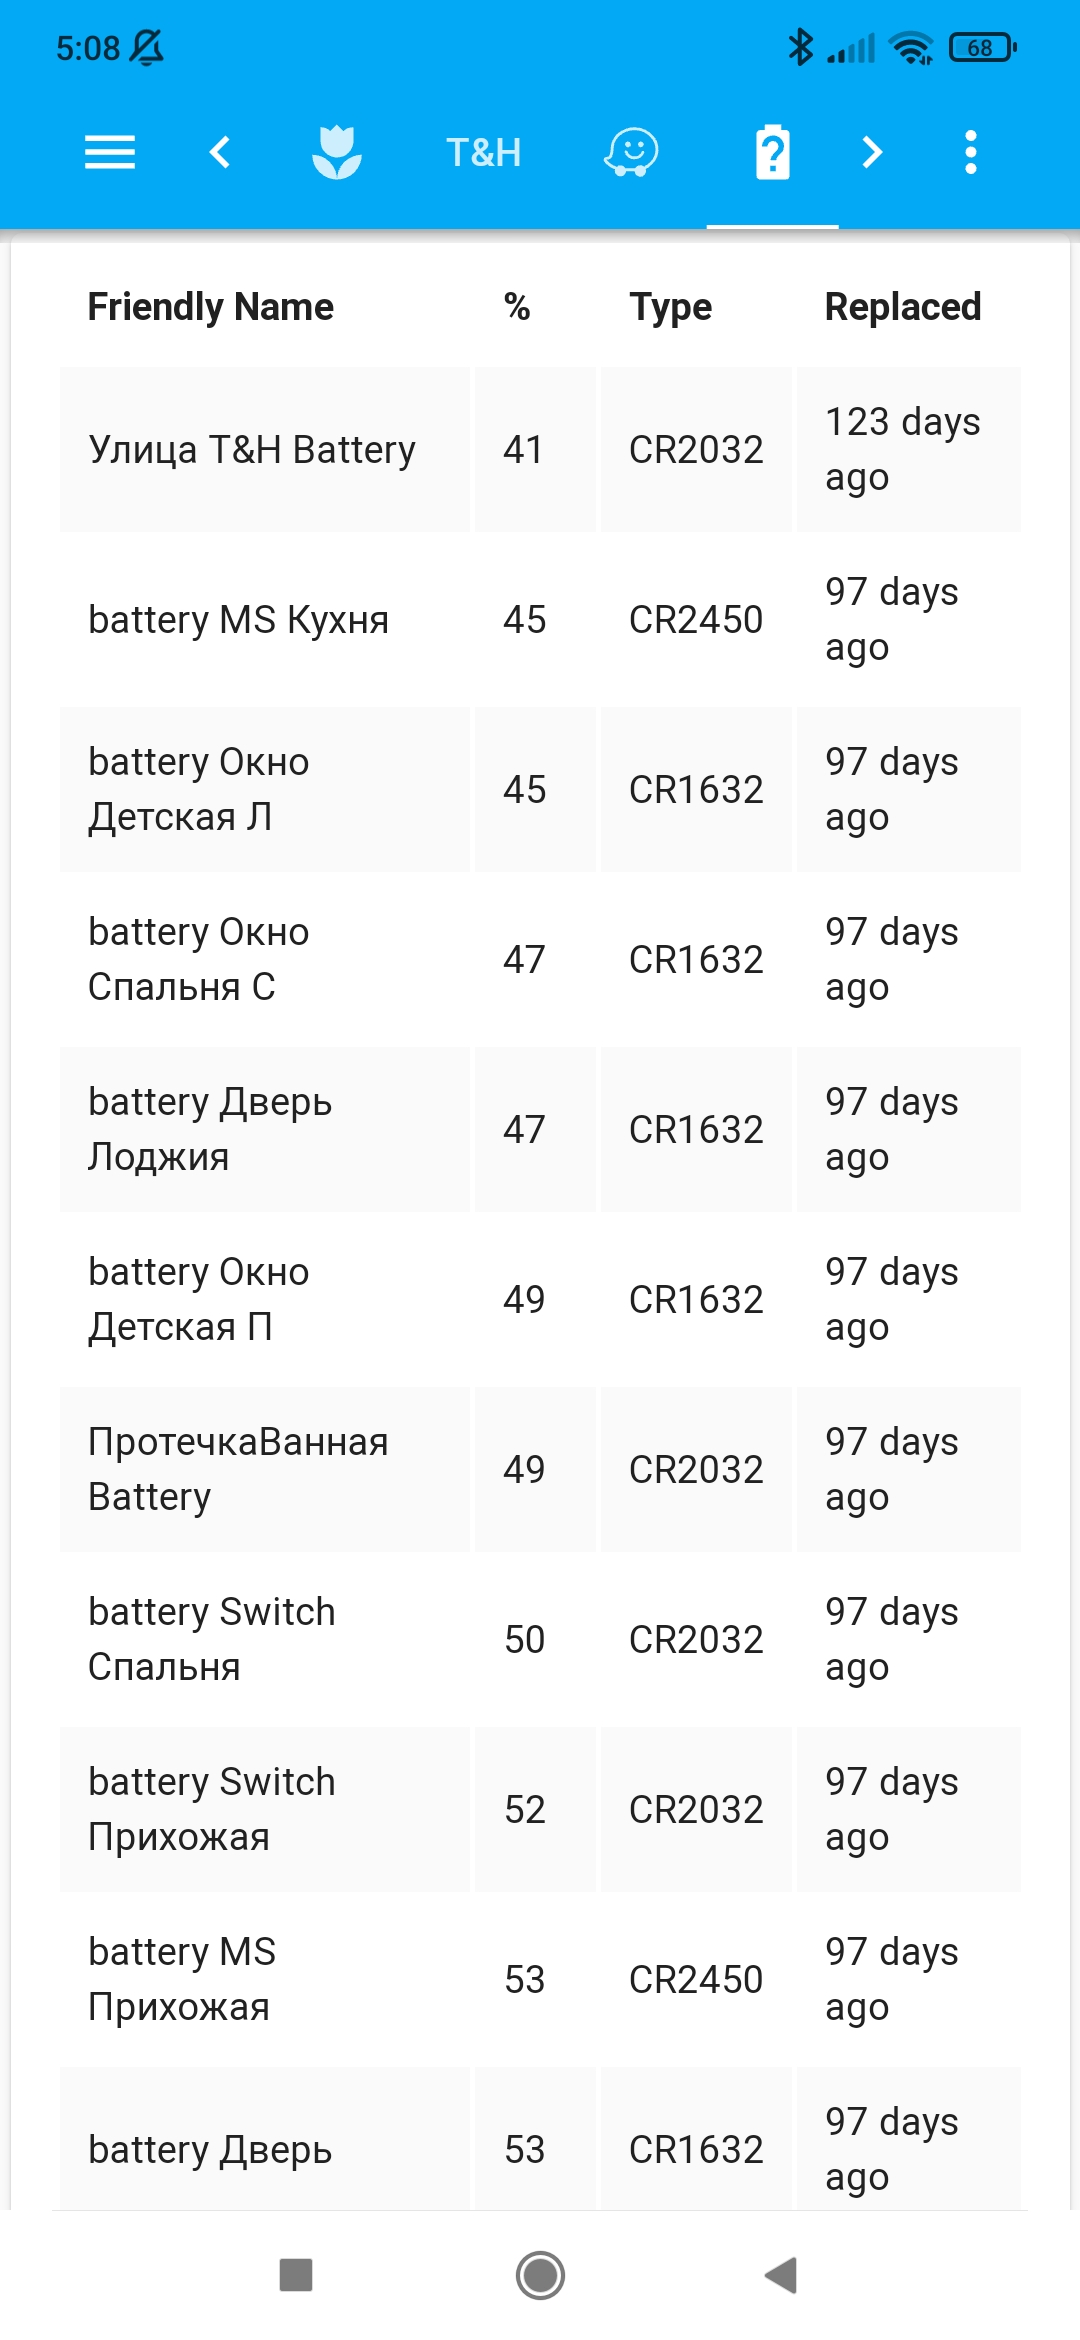 5:08
68
T&H
Friendly Name % Type Replaced
Улица T&H Battery 41 CR2032 123 days
ago
battery MS Кухня 45 CR2450 97 days
ago
battery Окно
Детская Л 45 CR1632 97 days
ago
battery Окно
Спальня С 47 CR1632 97 days
ago
battery Дверь
Лоджия 47 CR1632 97 days
ago
battery Окно
Детская П 49 CR1632 97 days
ago
ПротечкаВанная
Battery 49 CR2032 97 days
ago
battery Switch
Спальня 50 CR2032 97 days
ago
battery Switch
Прихожая 52 CR2032 97 days
ago
battery MS
Прихожая 53 CR2450 97 days
ago
battery Дверь 53 CR1632 97 days
ago